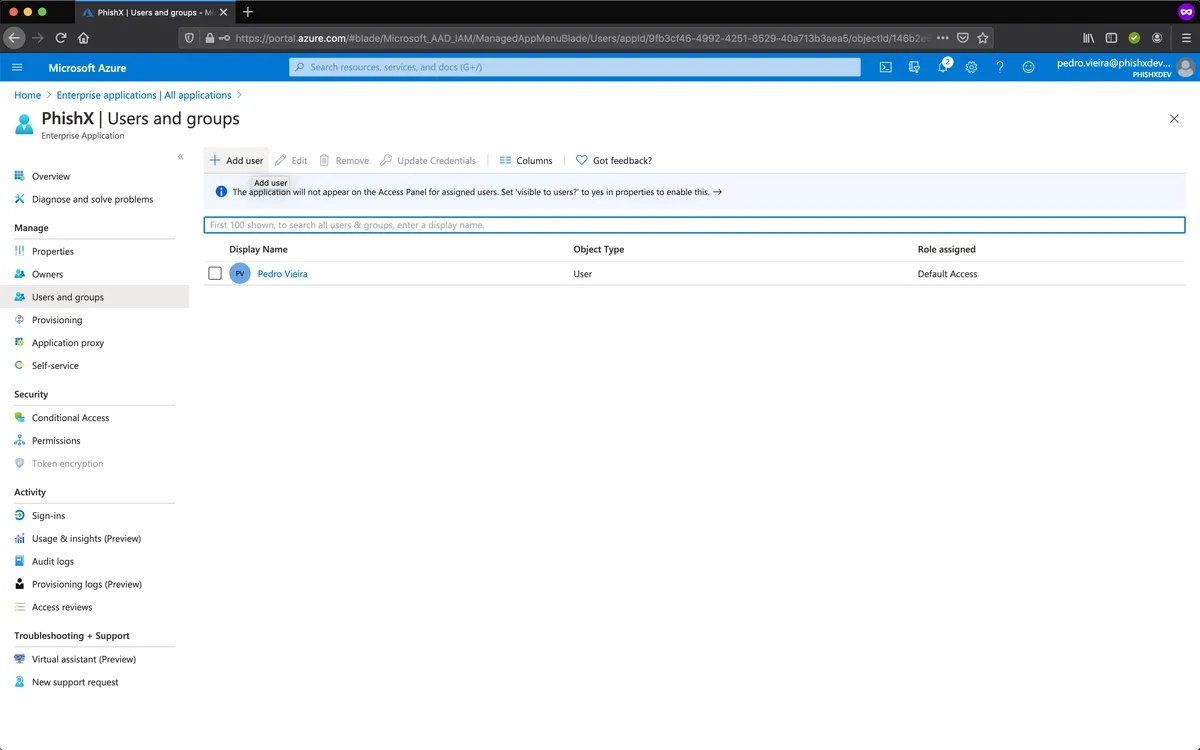 PhishX | Users and groups - Mi
https://portal.azure.com/#blade/Microsoft_AAD_IAM/ManagedAppMenuBlade/Users/appId/9fb3cf46-4992-4251-8529-40a713b3aea5/objectId/146b2e
Microsoft Azure
Search resources, services, and docs (G+/)
2
pedro.vieira@phishxdev...
PHISHXDEV
Home > Enterprise applications | All applications >
PhishX | Users and groups
Enterprise Application
«
Add user Edit Remove Update Credentials Columns Got feedback?
Add user
The application will not appear on the Access Panel for assigned users. Set 'visible to users?' to yes in properties to enable this. →
First 100 shown, to search all users & groups, enter a display name.
Display Name Object Type Role assigned
PV Pedro Vieira User Default Access
Overview
Diagnose and solve problems
Manage
Properties
Owners
Users and groups
Provisioning
Application proxy
Self-service
Security
Conditional Access
Permissions
Token encryption
Activity
Sign-ins
Usage & insights (Preview)
Audit logs
Provisioning logs (Preview)
Access reviews
Troubleshooting + Support
Virtual assistant (Preview)
New support request